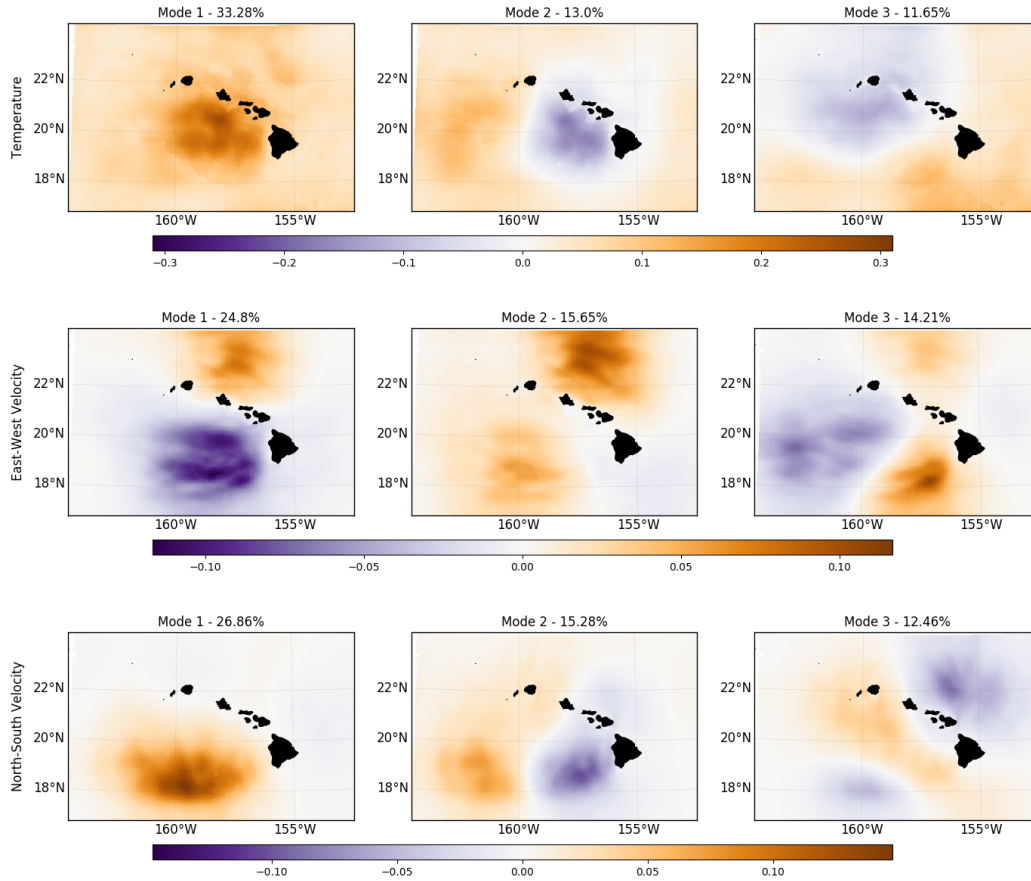 Mode 1 - 33.28%
Mode 2 - 13.0%
Mode 3 - 11.65%
Temperature
22°N
20°N
18°N
160°W 155°W 160°W 155°W 160°W 155°W
−0.3 −0.2 −0.1 0.0 0.1 0.2 0.3
Mode 1 - 24.8%
Mode 2 - 15.65%
Mode 3 - 14.21%
East-West Velocity
22°N
20°N
18°N
160°W 155°W 160°W 155°W 160°W 155°W
−0.10 −0.05 0.00 0.05 0.10
Mode 1 - 26.86%
Mode 2 - 15.28%
Mode 3 - 12.46%
North-South Velocity
22°N
20°N
18°N
160°W 155°W 160°W 155°W 160°W 155°W
−0.10 −0.05 0.00 0.05 0.10